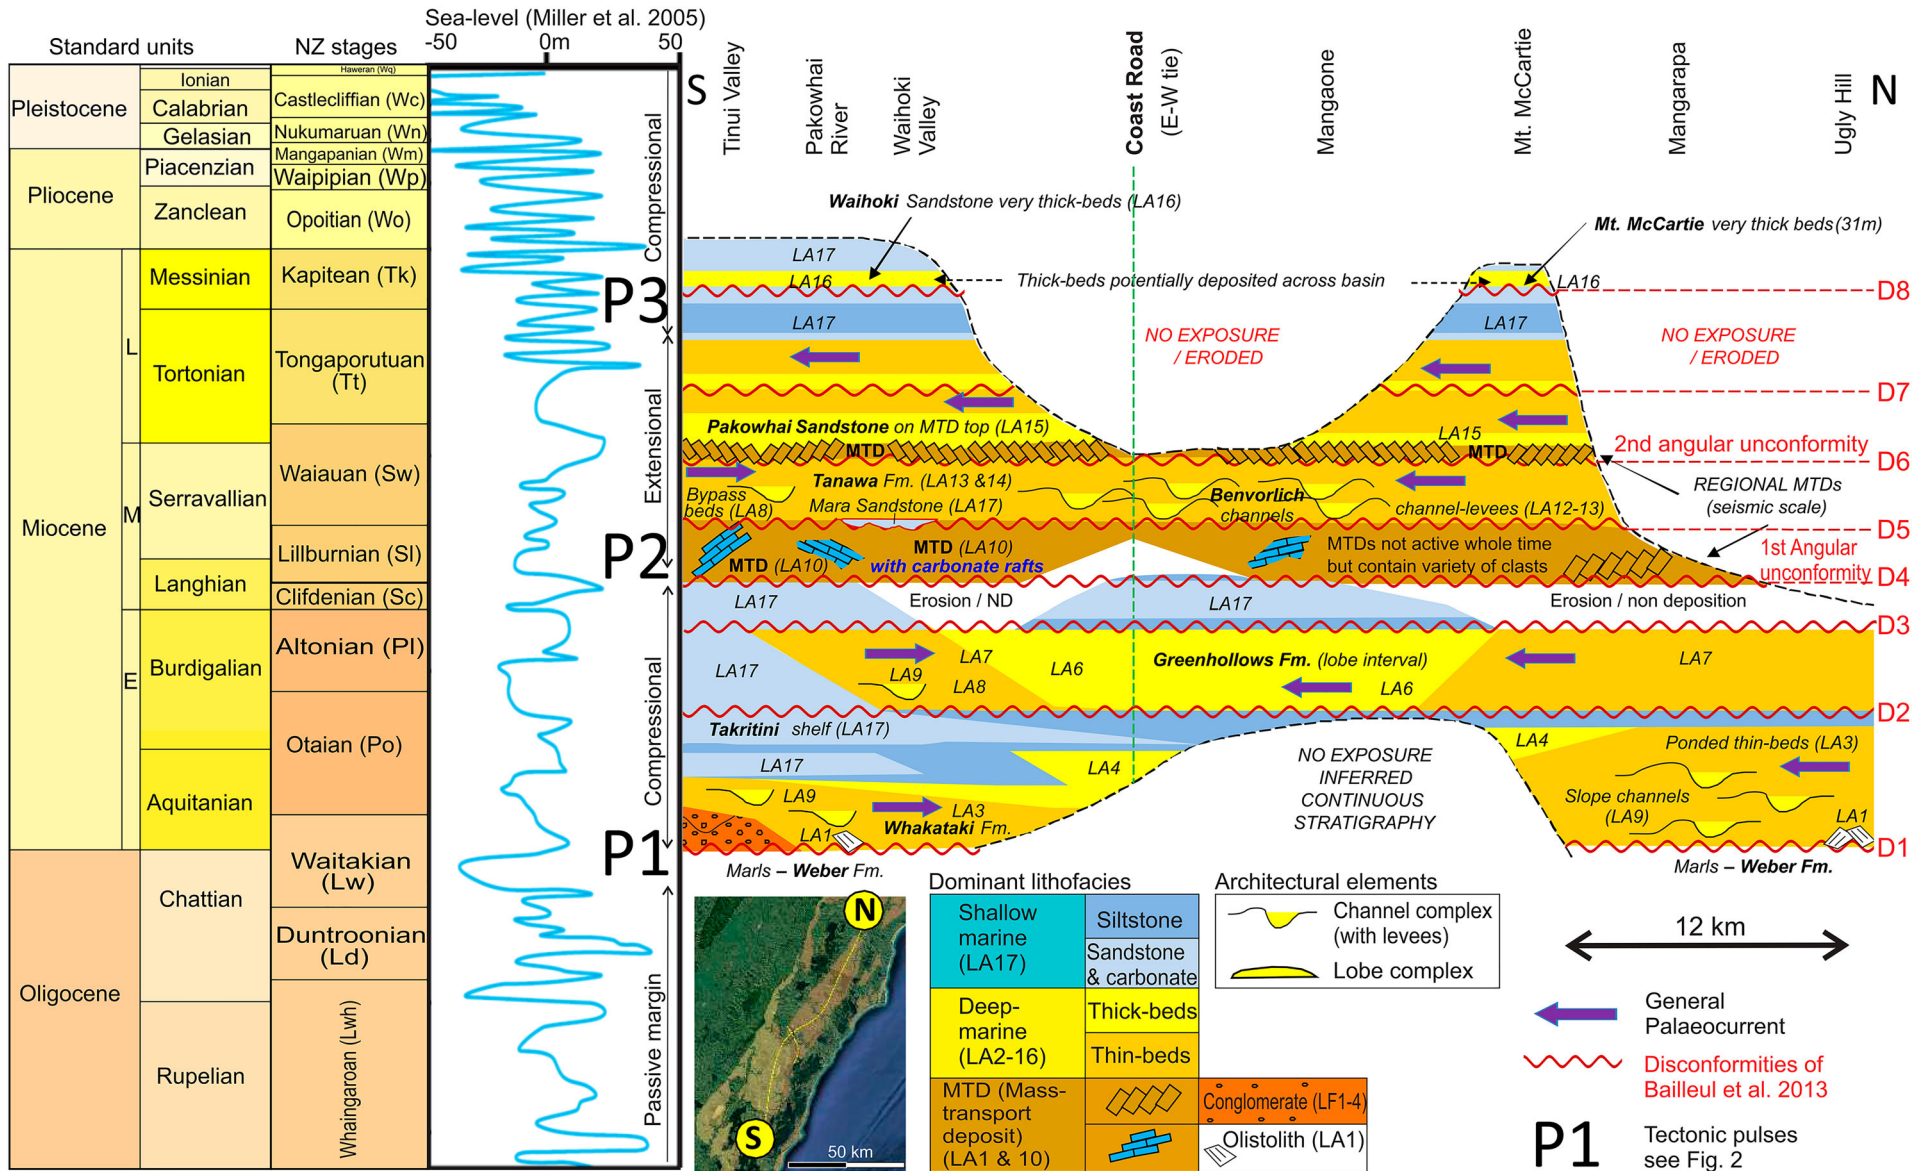 Sea-level (Miller et al. 2005)
Standard units
NZ stages
-50
0m
50
Pleistocene
Ionian
Calabrian
Gelasian
Pliocene
Piacenzian
Zanclean
Miocene
L
M
E
Messinian
Tortonian
Serravallian
Langhian
Burdigalian
Aquitanian
Oligocene
Chattian
Rupelian
Haweran (Wq)
Castlecliffian (Wc)
Nukumaruan (Wn)
Mangapanian (Wm)
Waipipian (Wp)
Opoitian (Wo)
Kapitean (Tk)
Tongaporutuan
(Tt)
Waiauan (Sw)
Lillburnian (Sl)
Clifdenian (Sc)
Altonian (Pl)
Otaian (Po)
Waitakian
(Lw)
Duntroonian
(Ld)
Whaingaroan (Lwh)
Compressional
P3
Extensional
P2
Compressional
P1
Passive margin
S
Tinui Valley
Pakowhai
River
Waihoki
Valley
Coast Road
(E-W tie)
Mangaone
Mt. McCartie
Mangarapa
Ugly Hill
N
Waihoki Sandstone very thick-beds (LA16)
Mt. McCartie very thick beds (31m)
LA17
LA16
Thick-beds potentially deposited across basin
LA16
D8
LA17
NO EXPOSURE
/ ERODED
LA17
NO EXPOSURE
/ ERODED
D7
Pakowhai Sandstone on MTD top (LA15)
LA15
MTD
MTD
2nd angular unconformity
D6
Tanawa Fm. (LA13 &14)
Bypass
beds (LA8)
Mara Sandstone (LA17)
Benvorlich
channels
channel-levees (LA12-13)
REGIONAL MTDs
(seismic scale)
D5
MTD (LA10)
MTD (LA10)
with carbonate rafts
MTDs not active whole time
but contain variety of clasts
1st Angular
unconformity
D4
LA17
Erosion / ND
LA17
Erosion / non deposition
D3
LA17
LA7
LA9
LA8
LA6
Greenhollows Fm. (lobe interval)
LA6
LA7
D2
Takritini shelf (LA17)
LA17
LA4
LA4
Ponded thin-beds (LA3)
NO EXPOSURE
INFERRED
CONTINUOUS
STRATIGRAPHY
LA9
LA3
Whakataki Fm.
LA1
Slope channels
(LA9)
LA1
D1
Marls – Weber Fm.
Marls – Weber Fm.
N
S
50 km
Dominant lithofacies
Shallow
marine
(LA17)
Siltstone
Sandstone
& carbonate
Deep-
marine
(LA2-16)
Thick-beds
Thin-beds
MTD (Mass-
transport
deposit)
(LA1 & 10)
Conglomerate (LF1-4)
Olistolith (LA1)
Architectural elements
Channel complex
(with levees)
Lobe complex
12 km
General
Palaeocurrent
Disconformities of
Bailleul et al. 2013
P1
Tectonic pulses
see Fig. 2